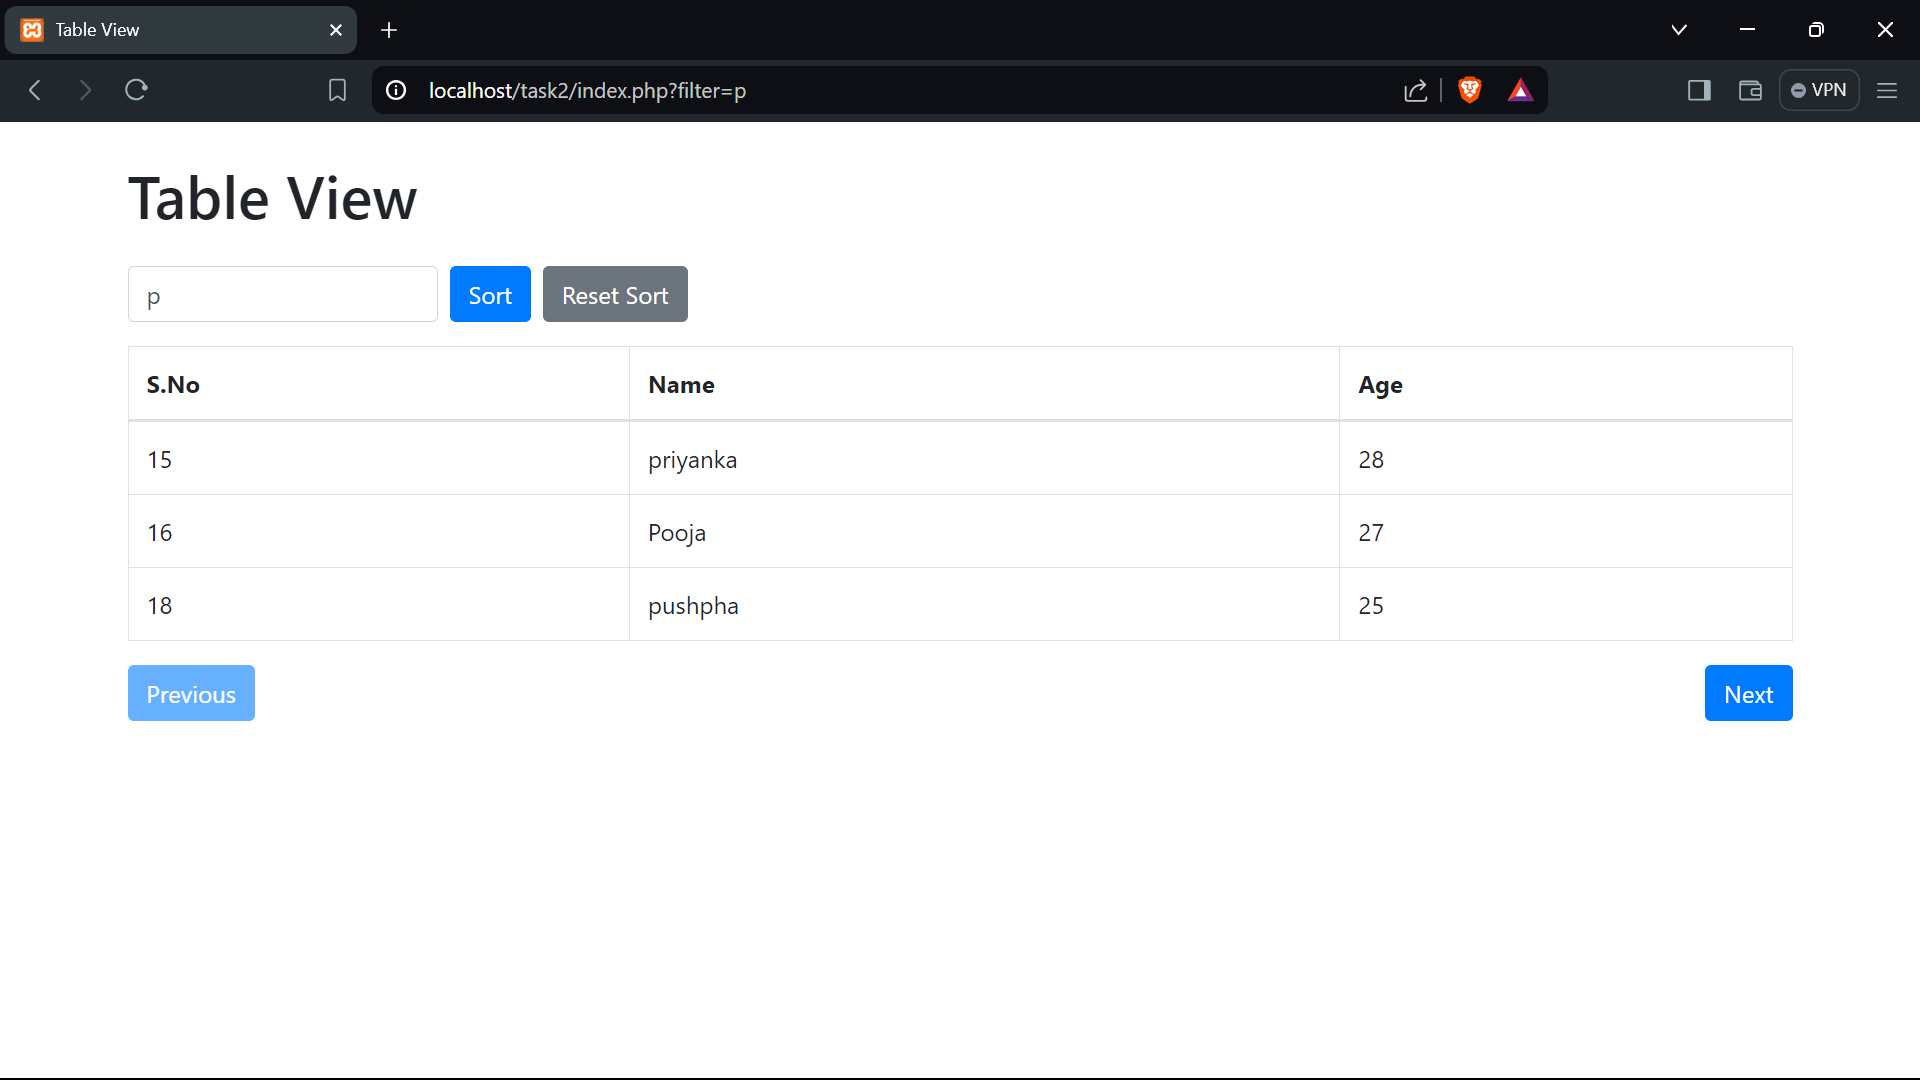 Table View
localhost/task2/index.php?filter=p
VPN
Table View
p Sort Reset Sort
S.No Name Age
15 priyanka 28
16 Pooja 27
18 pushpha 25
Previous Next